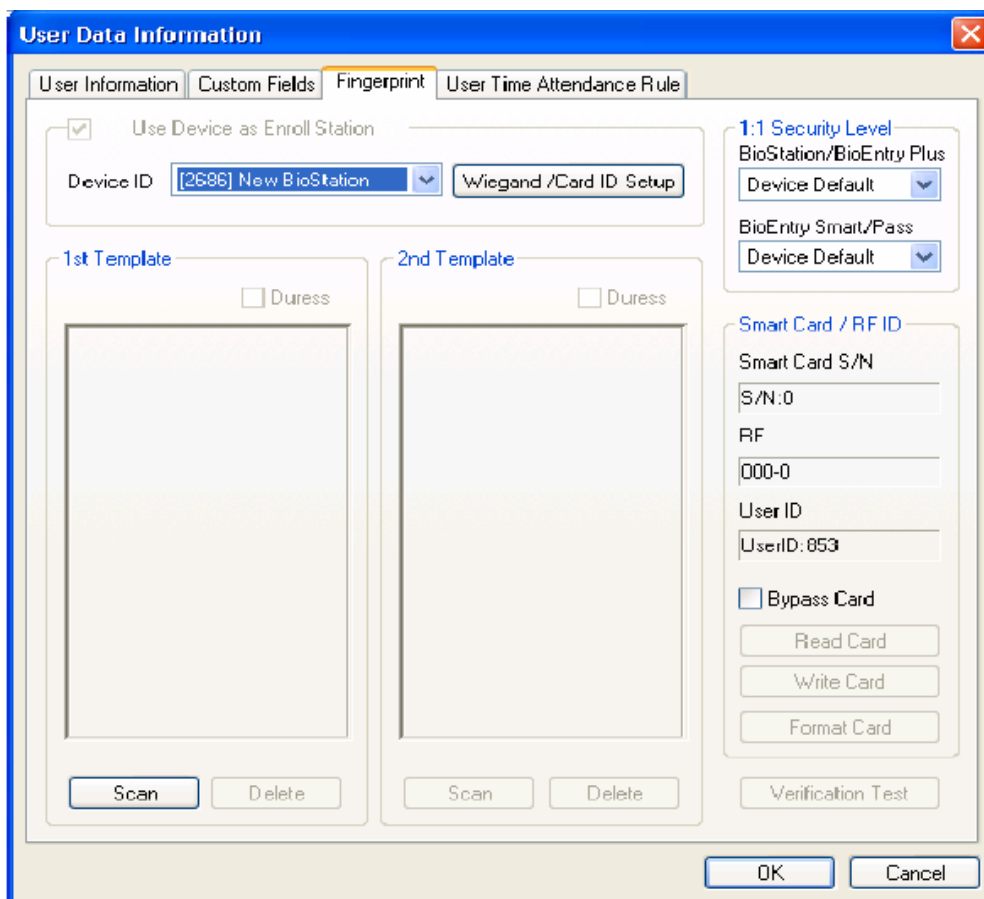 User Data Information
User Information Custom Fields Fingerprint User Time Attendance Rule
Use Device as Enroll Station
Device ID [2686] New BioStation Wiegand /Card ID Setup
1:1 Security Level
BioStation/BioEntry Plus
Device Default
BioEntry Smart/Pass
Device Default
1st Template
Duress
Scan Delete
2nd Template
Duress
Scan Delete
Smart Card / RF ID
Smart Card S/N
S/N:0
RF
000-0
User ID
UserID:853
Bypass Card
Read Card
Write Card
Format Card
Verification Test
OK Cancel